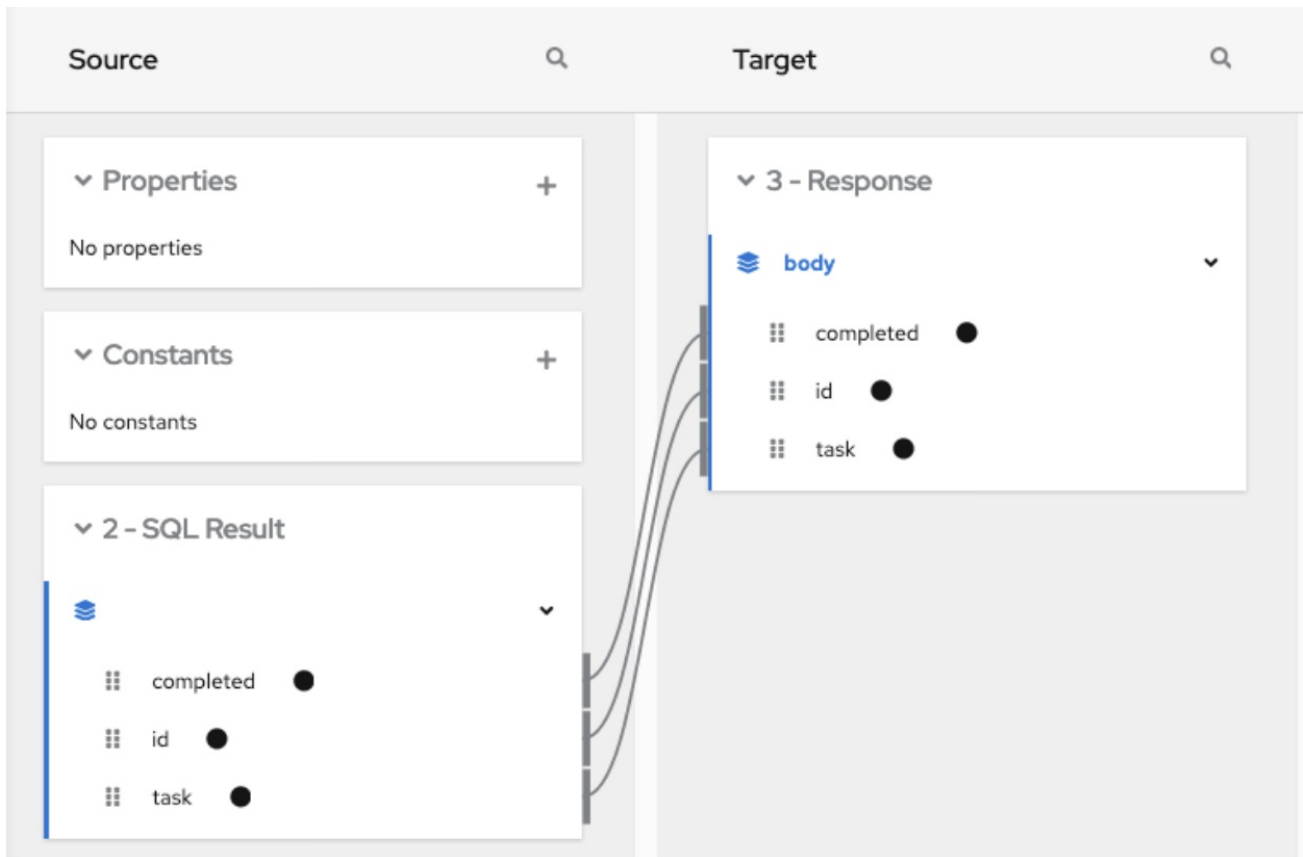 Source
Properties
No properties
Constants
No constants
2 - SQL Result
completed
id
task
Target
3 - Response
body
completed
id
task